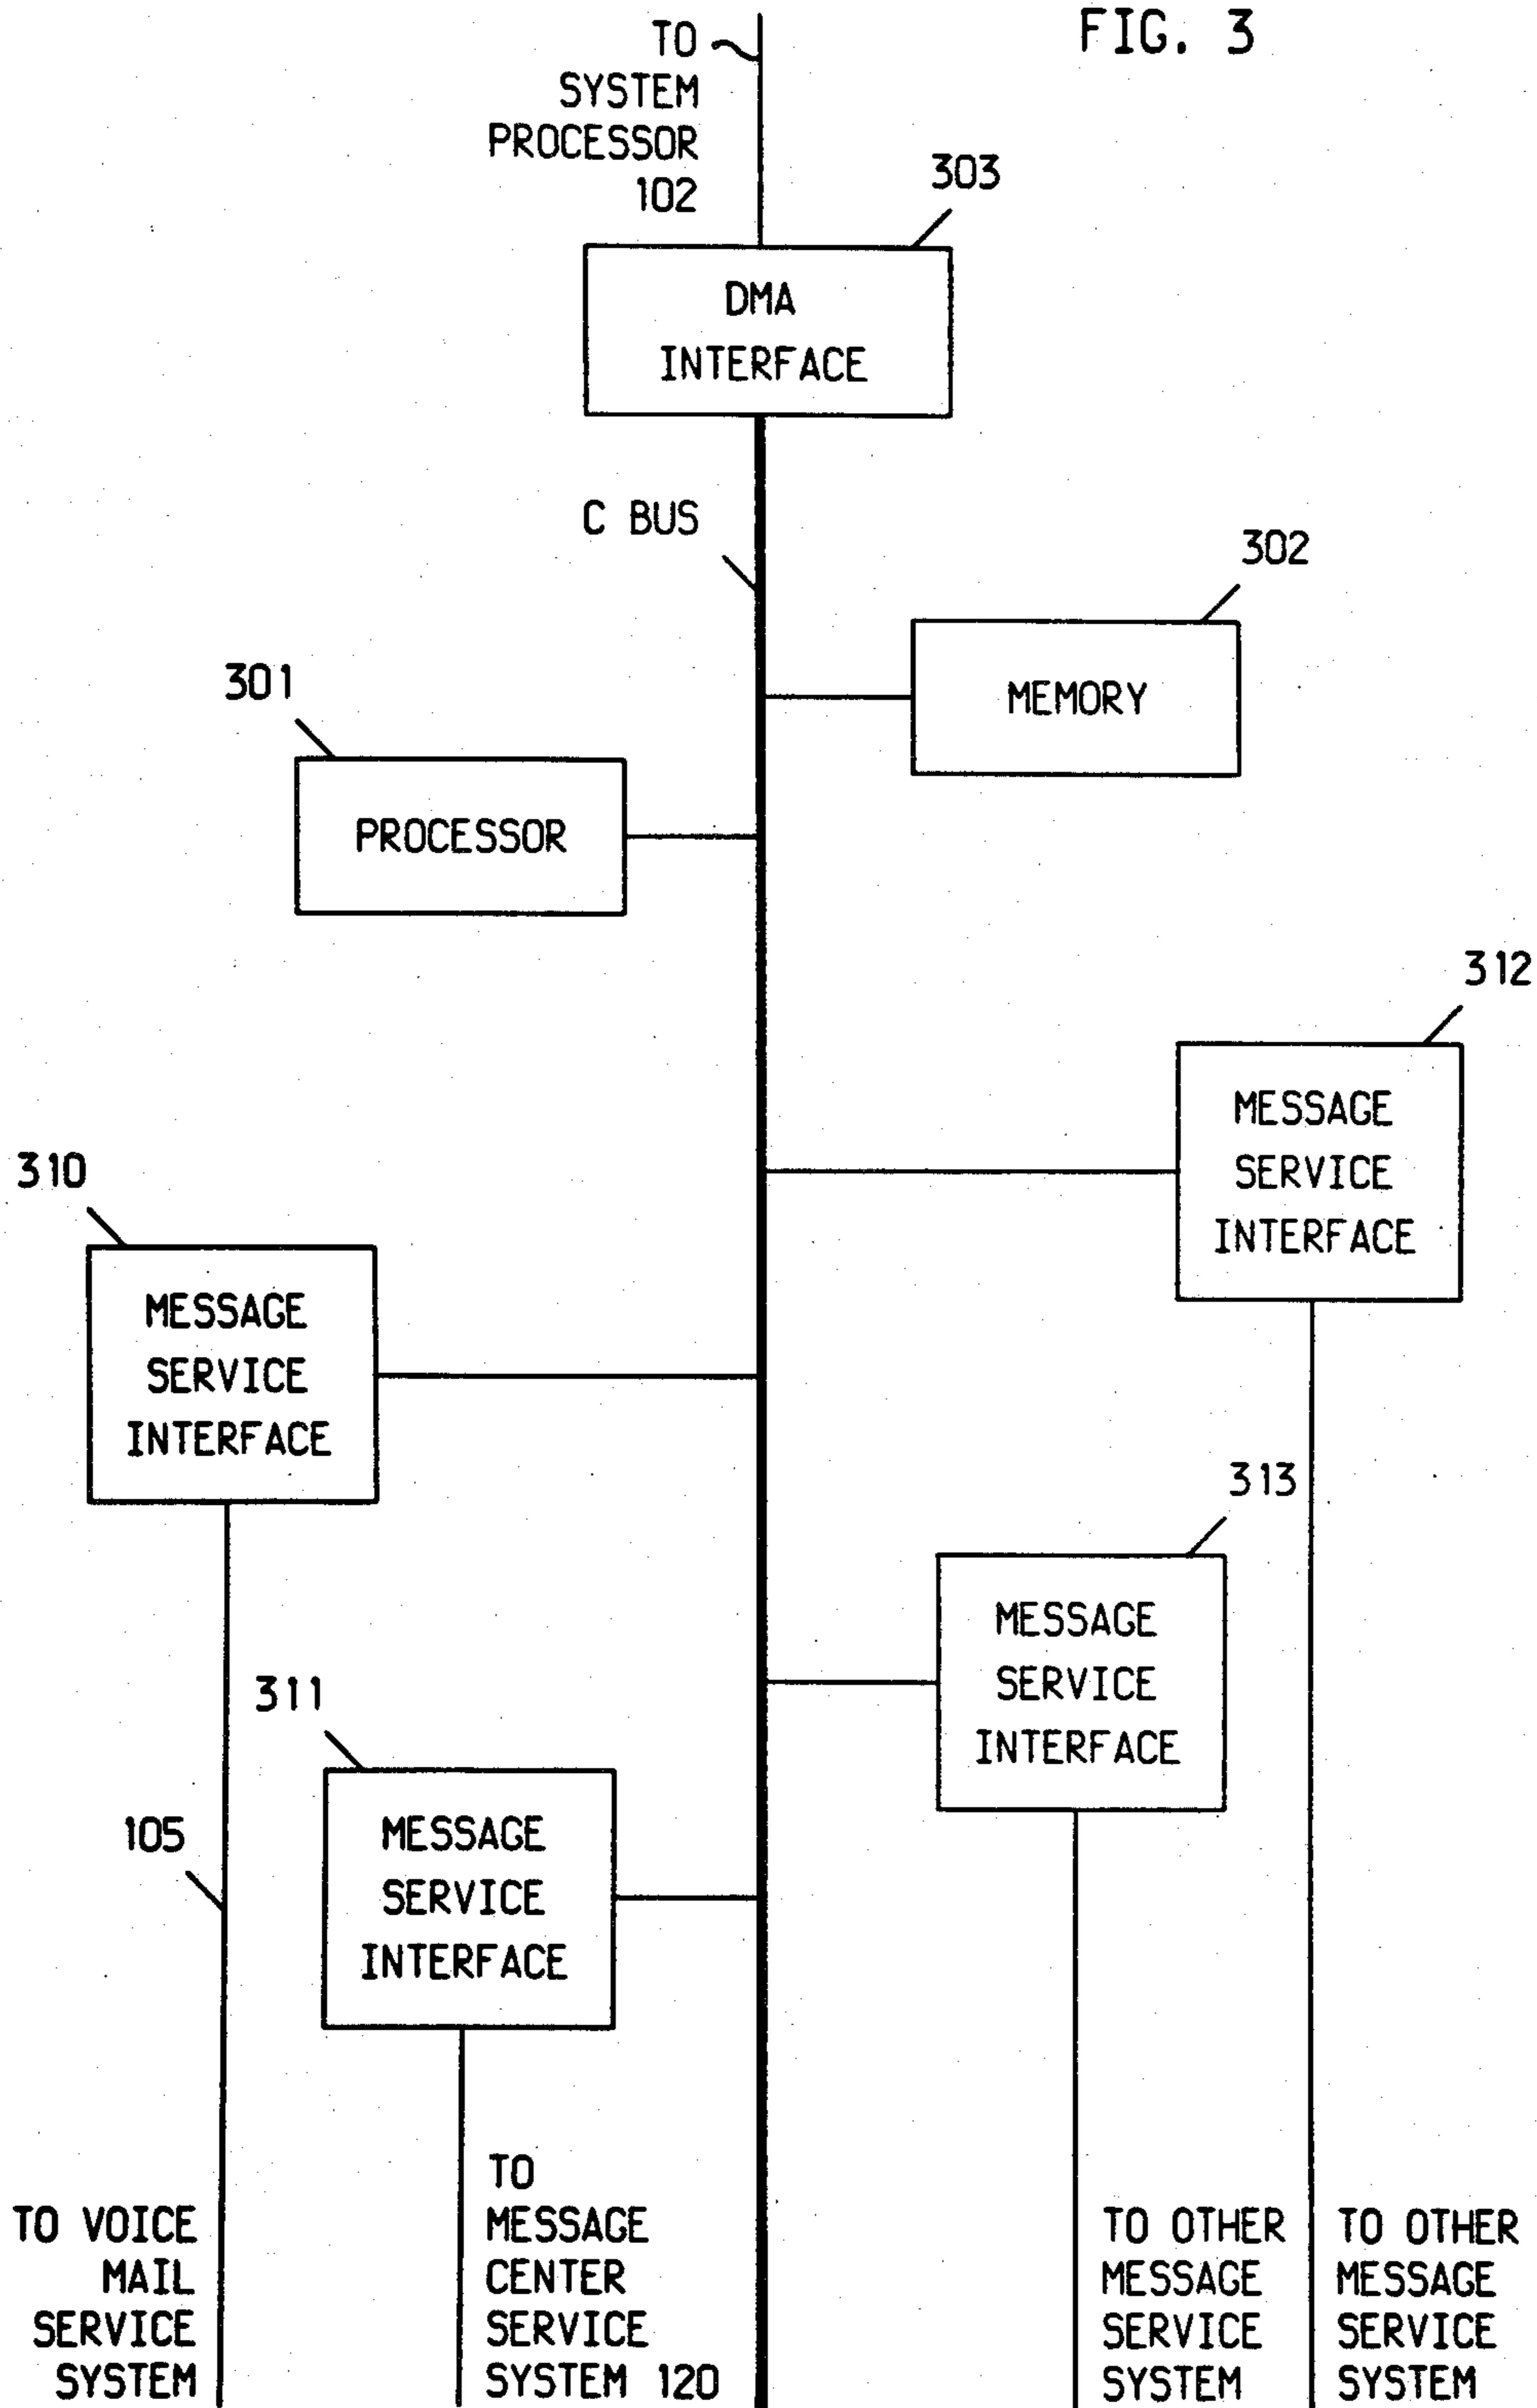 FIG. 3
TO
SYSTEM
PROCESSOR
102
303
DMA
INTERFACE
C BUS
302
MEMORY
301
PROCESSOR
312
MESSAGE
SERVICE
INTERFACE
310
MESSAGE
SERVICE
INTERFACE
313
MESSAGE
SERVICE
INTERFACE
311
MESSAGE
SERVICE
INTERFACE
105
TO VOICE
MAIL
SERVICE
SYSTEM
TO
MESSAGE
CENTER
SERVICE
SYSTEM 120
TO OTHER
MESSAGE
SERVICE
SYSTEM
TO OTHER
MESSAGE
SERVICE
SYSTEM